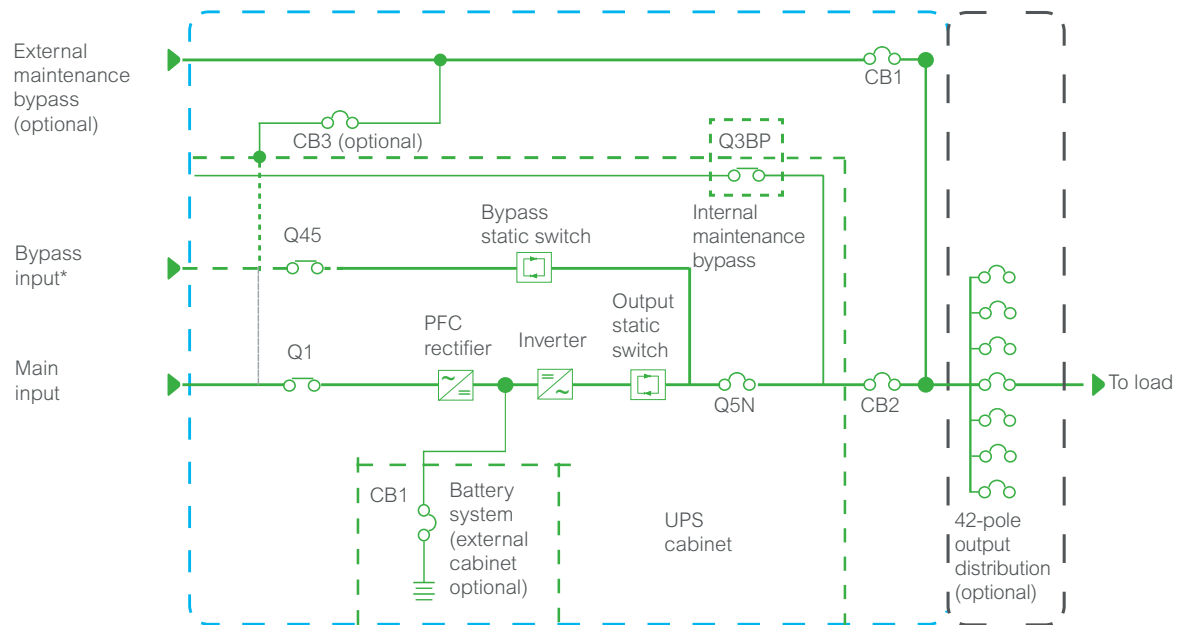 External
maintenance
bypass
(optional)
CB1
CB3 (optional)
Q3BP
Internal
maintenance
bypass
Bypass
static switch
Q45
Bypass
input*
Output
static
switch
PFC
rectifier
Inverter
Q1
Main
input
Q5N
CB2
To load
CB1
Battery
system
(external
cabinet
optional)
UPS
cabinet
42-pole
output
distribution
(optional)